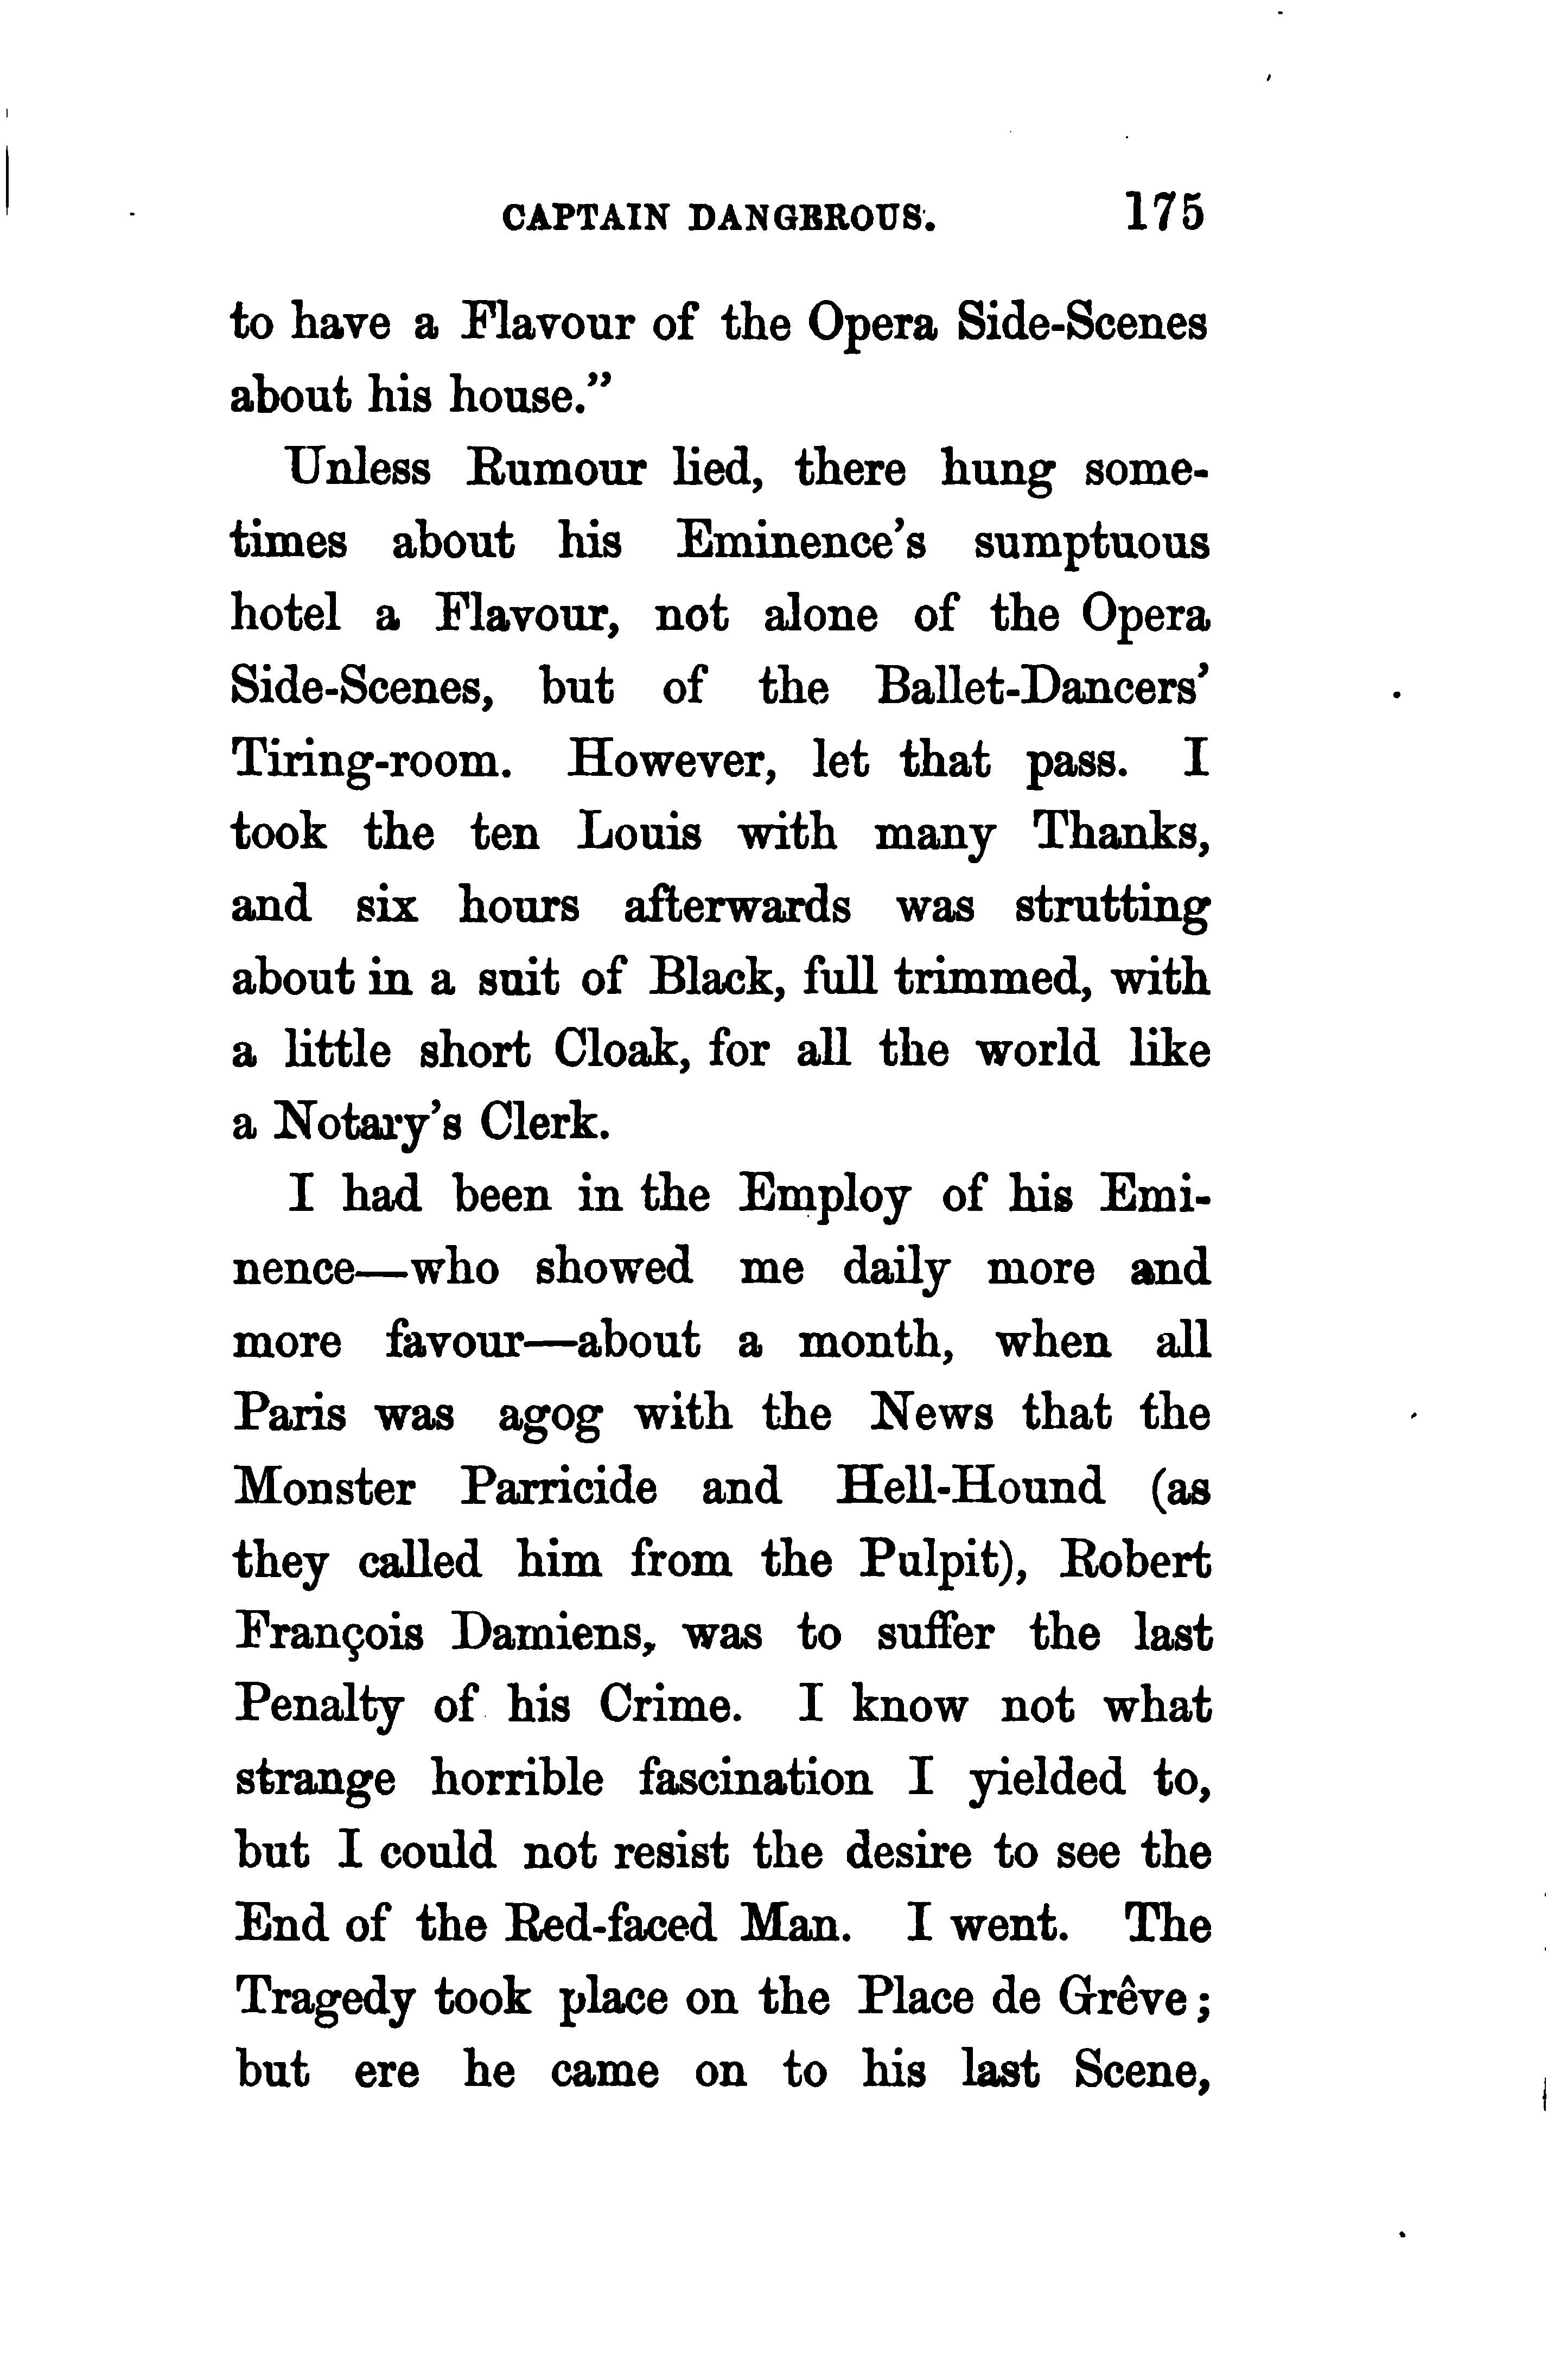 CAPTAIN DANGEROUS. 175
to have a Flavour of the Opera Side-Scenes
about his house.”
Unless Rumour lied, there hung some-
times about his Eminence’s sumptuous
hotel a Flavour, not alone of the Opera
Side-Scenes, but of the Ballet-Dancers’
Tiring-room. However, let that pass. I
took the ten Louis with many Thanks,
and six hours afterwards was strutting
about in a suit of Black, full trimmed, with
a little short Cloak, for all the world like
a Notary’s Clerk.
I had been in the Employ of his Emi-
nence—who showed me daily more and
more favour—about a month, when all
Paris was agog with the News that the
Monster Parricide and Hell-Hound (as
they called him from the Pulpit), Robert
François Damiens, was to suffer the last
Penalty of his Crime. I know not what
strange horrible fascination I yielded to,
but I could not resist the desire to see the
End of the Red-faced Man. I went. The
Tragedy took place on the Place de Grêve;
but ere he came on to his last Scene,